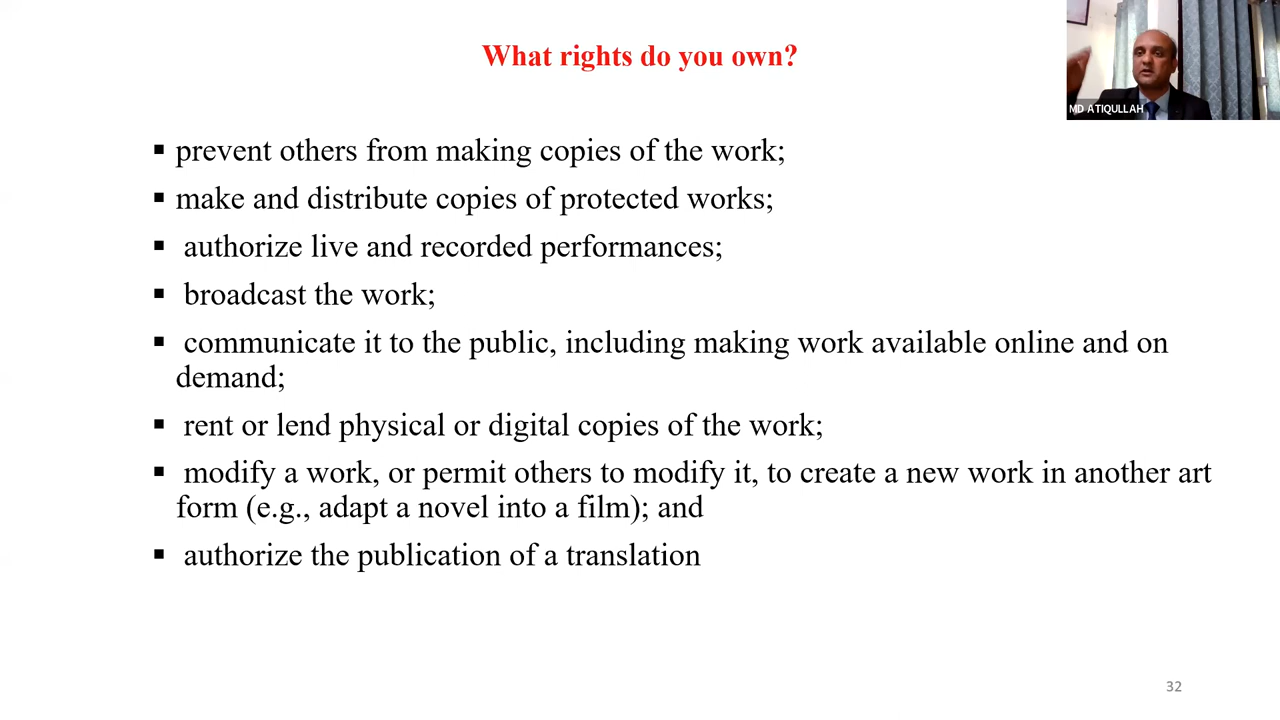 What rights do you own?
MD ATIQULLAH
▪ prevent others from making copies of the work;
▪ make and distribute copies of protected works;
▪ authorize live and recorded performances;
▪ broadcast the work;
▪ communicate it to the public, including making work available online and on
demand;
▪ rent or lend physical or digital copies of the work;
▪ modify a work, or permit others to modify it, to create a new work in another art
form (e.g., adapt a novel into a film); and
▪ authorize the publication of a translation
32